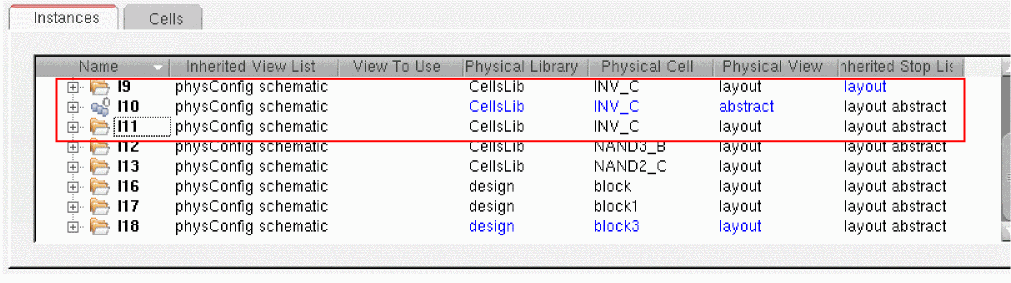 Instances Cells
Name Inherited View List View To Use Physical Library Physical Cell Physical View nherited Stop Lis
I9 physConfig schematic CellsLib INV_C layout layout
I10 physConfig schematic CellsLib INV_C abstract layout abstract
I11 physConfig schematic CellsLib INV_C layout layout abstract
I12 physConfig schematic CellsLib NAND3_B layout layout abstract
I13 physConfig schematic CellsLib NAND2_C layout layout abstract
I16 physConfig schematic design block layout layout abstract
I17 physConfig schematic design block1 layout layout abstract
I18 physConfig schematic design block3 layout layout abstract